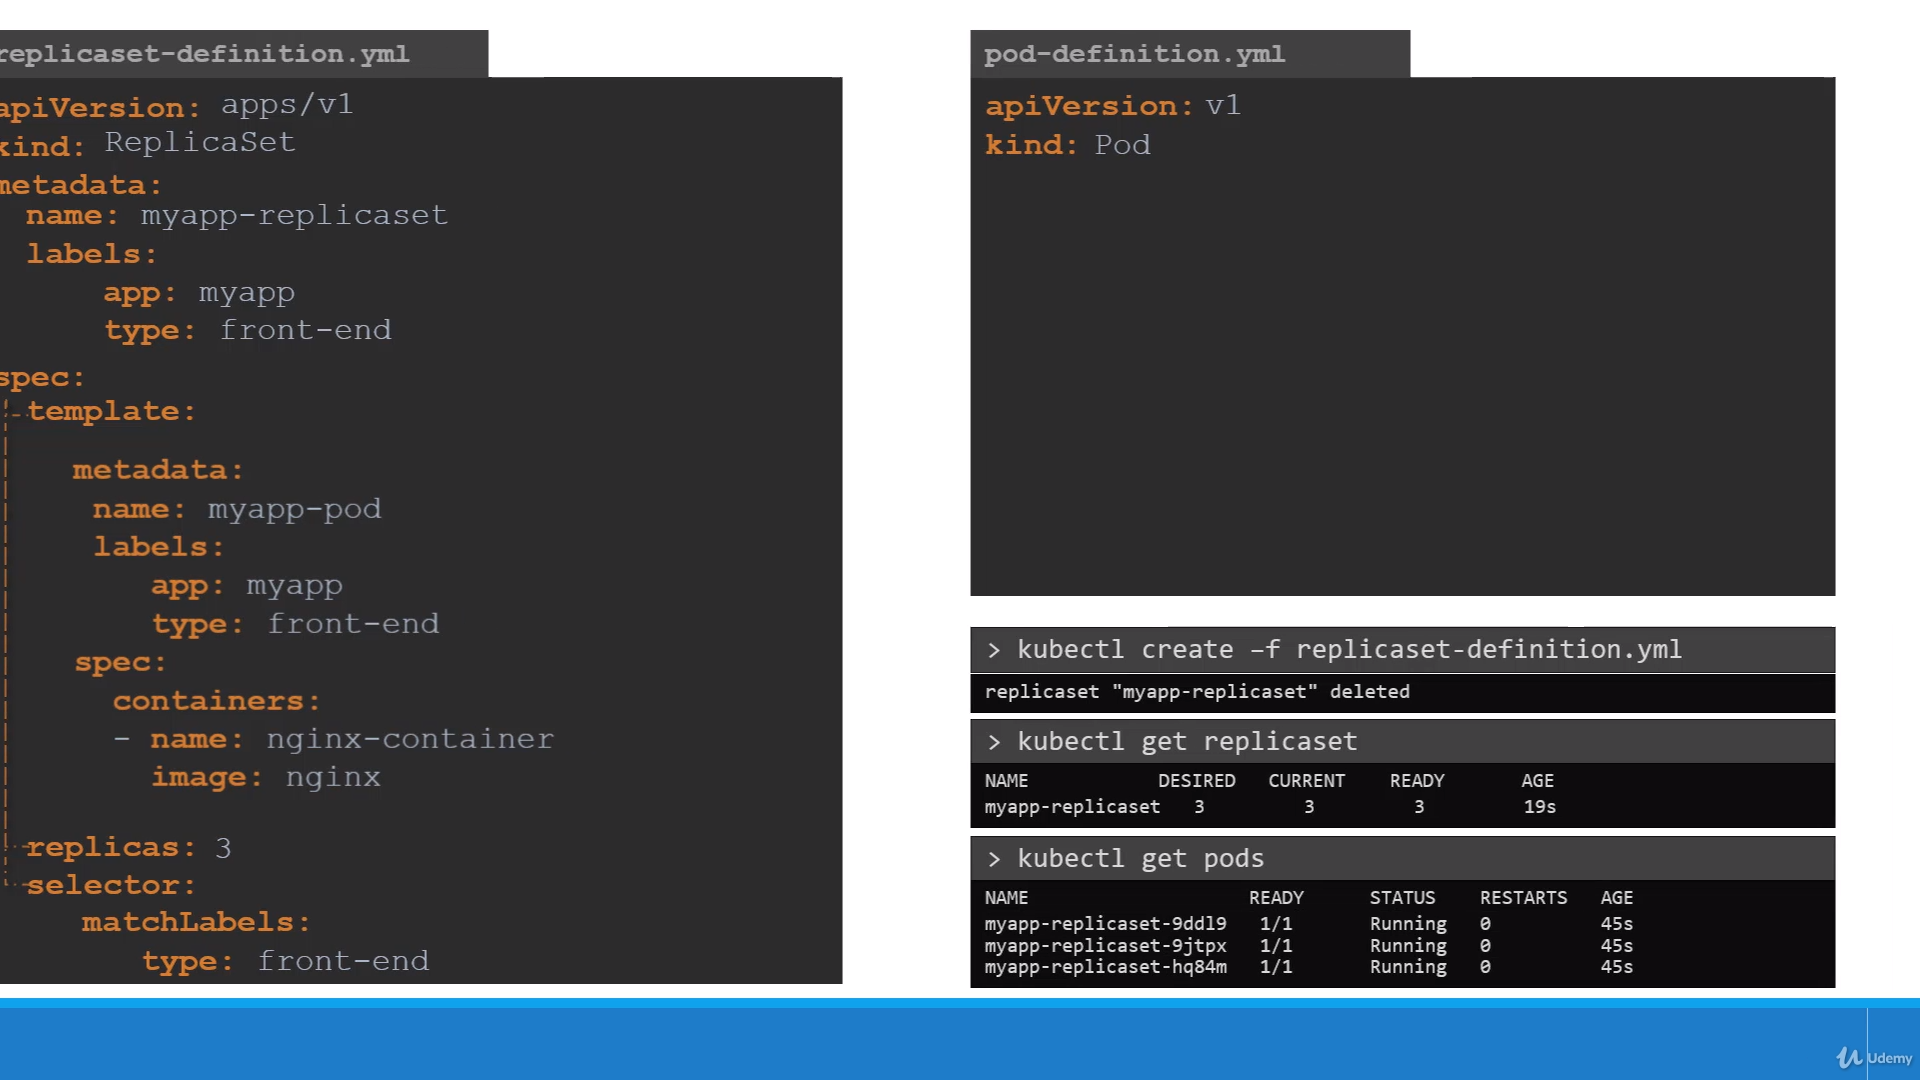 replicaset-definition.yml
apiVersion: apps/v1
kind: ReplicaSet
metadata:
name: myapp-replicaset
labels:
app: myapp
type: front-end
spec:
template:
metadata:
name: myapp-pod
labels:
app: myapp
type: front-end
spec:
containers:
- name: nginx-container
image: nginx
replicas: 3
selector:
matchLabels:
type: front-end
pod-definition.yml
apiVersion: v1
kind: Pod
> kubectl create –f replicaset-definition.yml
replicaset "myapp-replicaset" deleted
> kubectl get replicaset
NAME DESIRED CURRENT READY AGE
myapp-replicaset 3 3 3 19s
> kubectl get pods
NAME READY STATUS RESTARTS AGE
myapp-replicaset-9ddl9 1/1 Running 0 45s
myapp-replicaset-9jtpx 1/1 Running 0 45s
myapp-replicaset-hq84m 1/1 Running 0 45s
Udemy